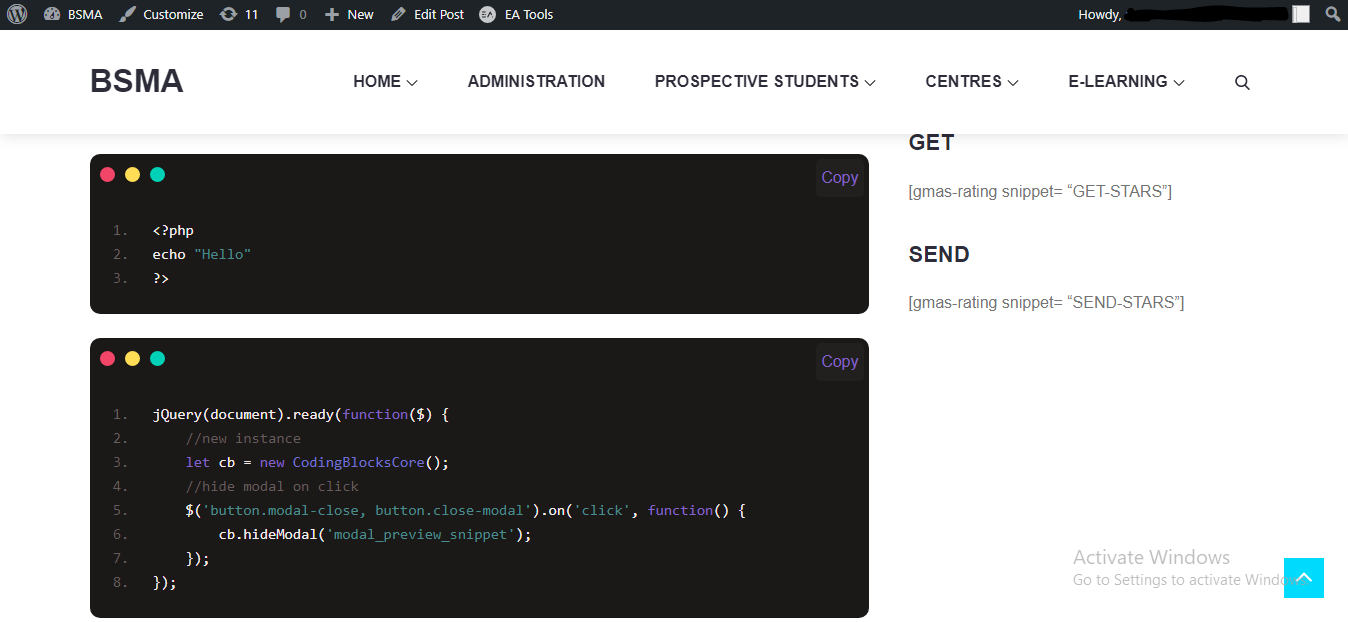 BSMA Customize 11 0 New Edit Post EA EA Tools Howdy,
BSMA
HOME ADMINISTRATION PROSPECTIVE STUDENTS CENTRES E-LEARNING
Copy
1. <?php
2. echo "Hello"
3. ?>
Copy
1. jQuery(document).ready(function($) {
2.     //new instance
3.     let cb = new CodingBlocksCore();
4.     //hide modal on click
5.     $('button.modal-close, button.close-modal').on('click', function() {
6.         cb.hideModal('modal_preview_snippet');
7.     });
8. });
GET
[gmas-rating snippet= “GET-STARS”]
SEND
[gmas-rating snippet= “SEND-STARS”]
Activate Windows
Go to Settings to activate